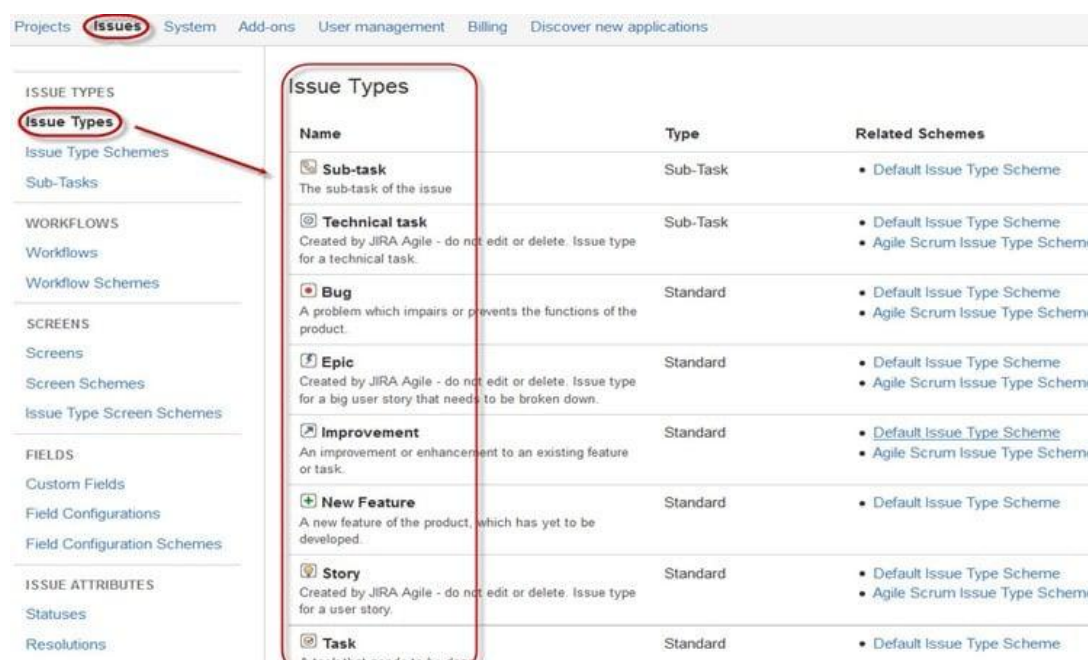 Projects Issues System Add-ons User management Billing Discover new applications
ISSUE TYPES
Issue Types
Issue Type Schemes
Sub-Tasks
WORKFLOWS
Workflows
Workflow Schemes
SCREENS
Screens
Screen Schemes
Issue Type Screen Schemes
FIELDS
Custom Fields
Field Configurations
Field Configuration Schemes
ISSUE ATTRIBUTES
Statuses
Resolutions
Issue Types
Name Type Related Schemes
Sub-task Sub-Task • Default Issue Type Scheme
The sub-task of the issue
Technical task Sub-Task • Default Issue Type Scheme
Created by JIRA Agile - do not edit or delete. Issue type • Agile Scrum Issue Type Scheme
for a technical task.
Bug Standard • Default Issue Type Scheme
A problem which impairs or prevents the functions of the • Agile Scrum Issue Type Scheme
product.
Epic Standard • Default Issue Type Scheme
Created by JIRA Agile - do not edit or delete. Issue type • Agile Scrum Issue Type Scheme
for a big user story that needs to be broken down.
Improvement Standard • Default Issue Type Scheme
An improvement or enhancement to an existing feature • Agile Scrum Issue Type Scheme
or task.
New Feature Standard • Default Issue Type Scheme
A new feature of the product, which has yet to be
developed.
Story Standard • Default Issue Type Scheme
Created by JIRA Agile - do not edit or delete. Issue type • Agile Scrum Issue Type Scheme
for a user story.
Task Standard • Default Issue Type Scheme